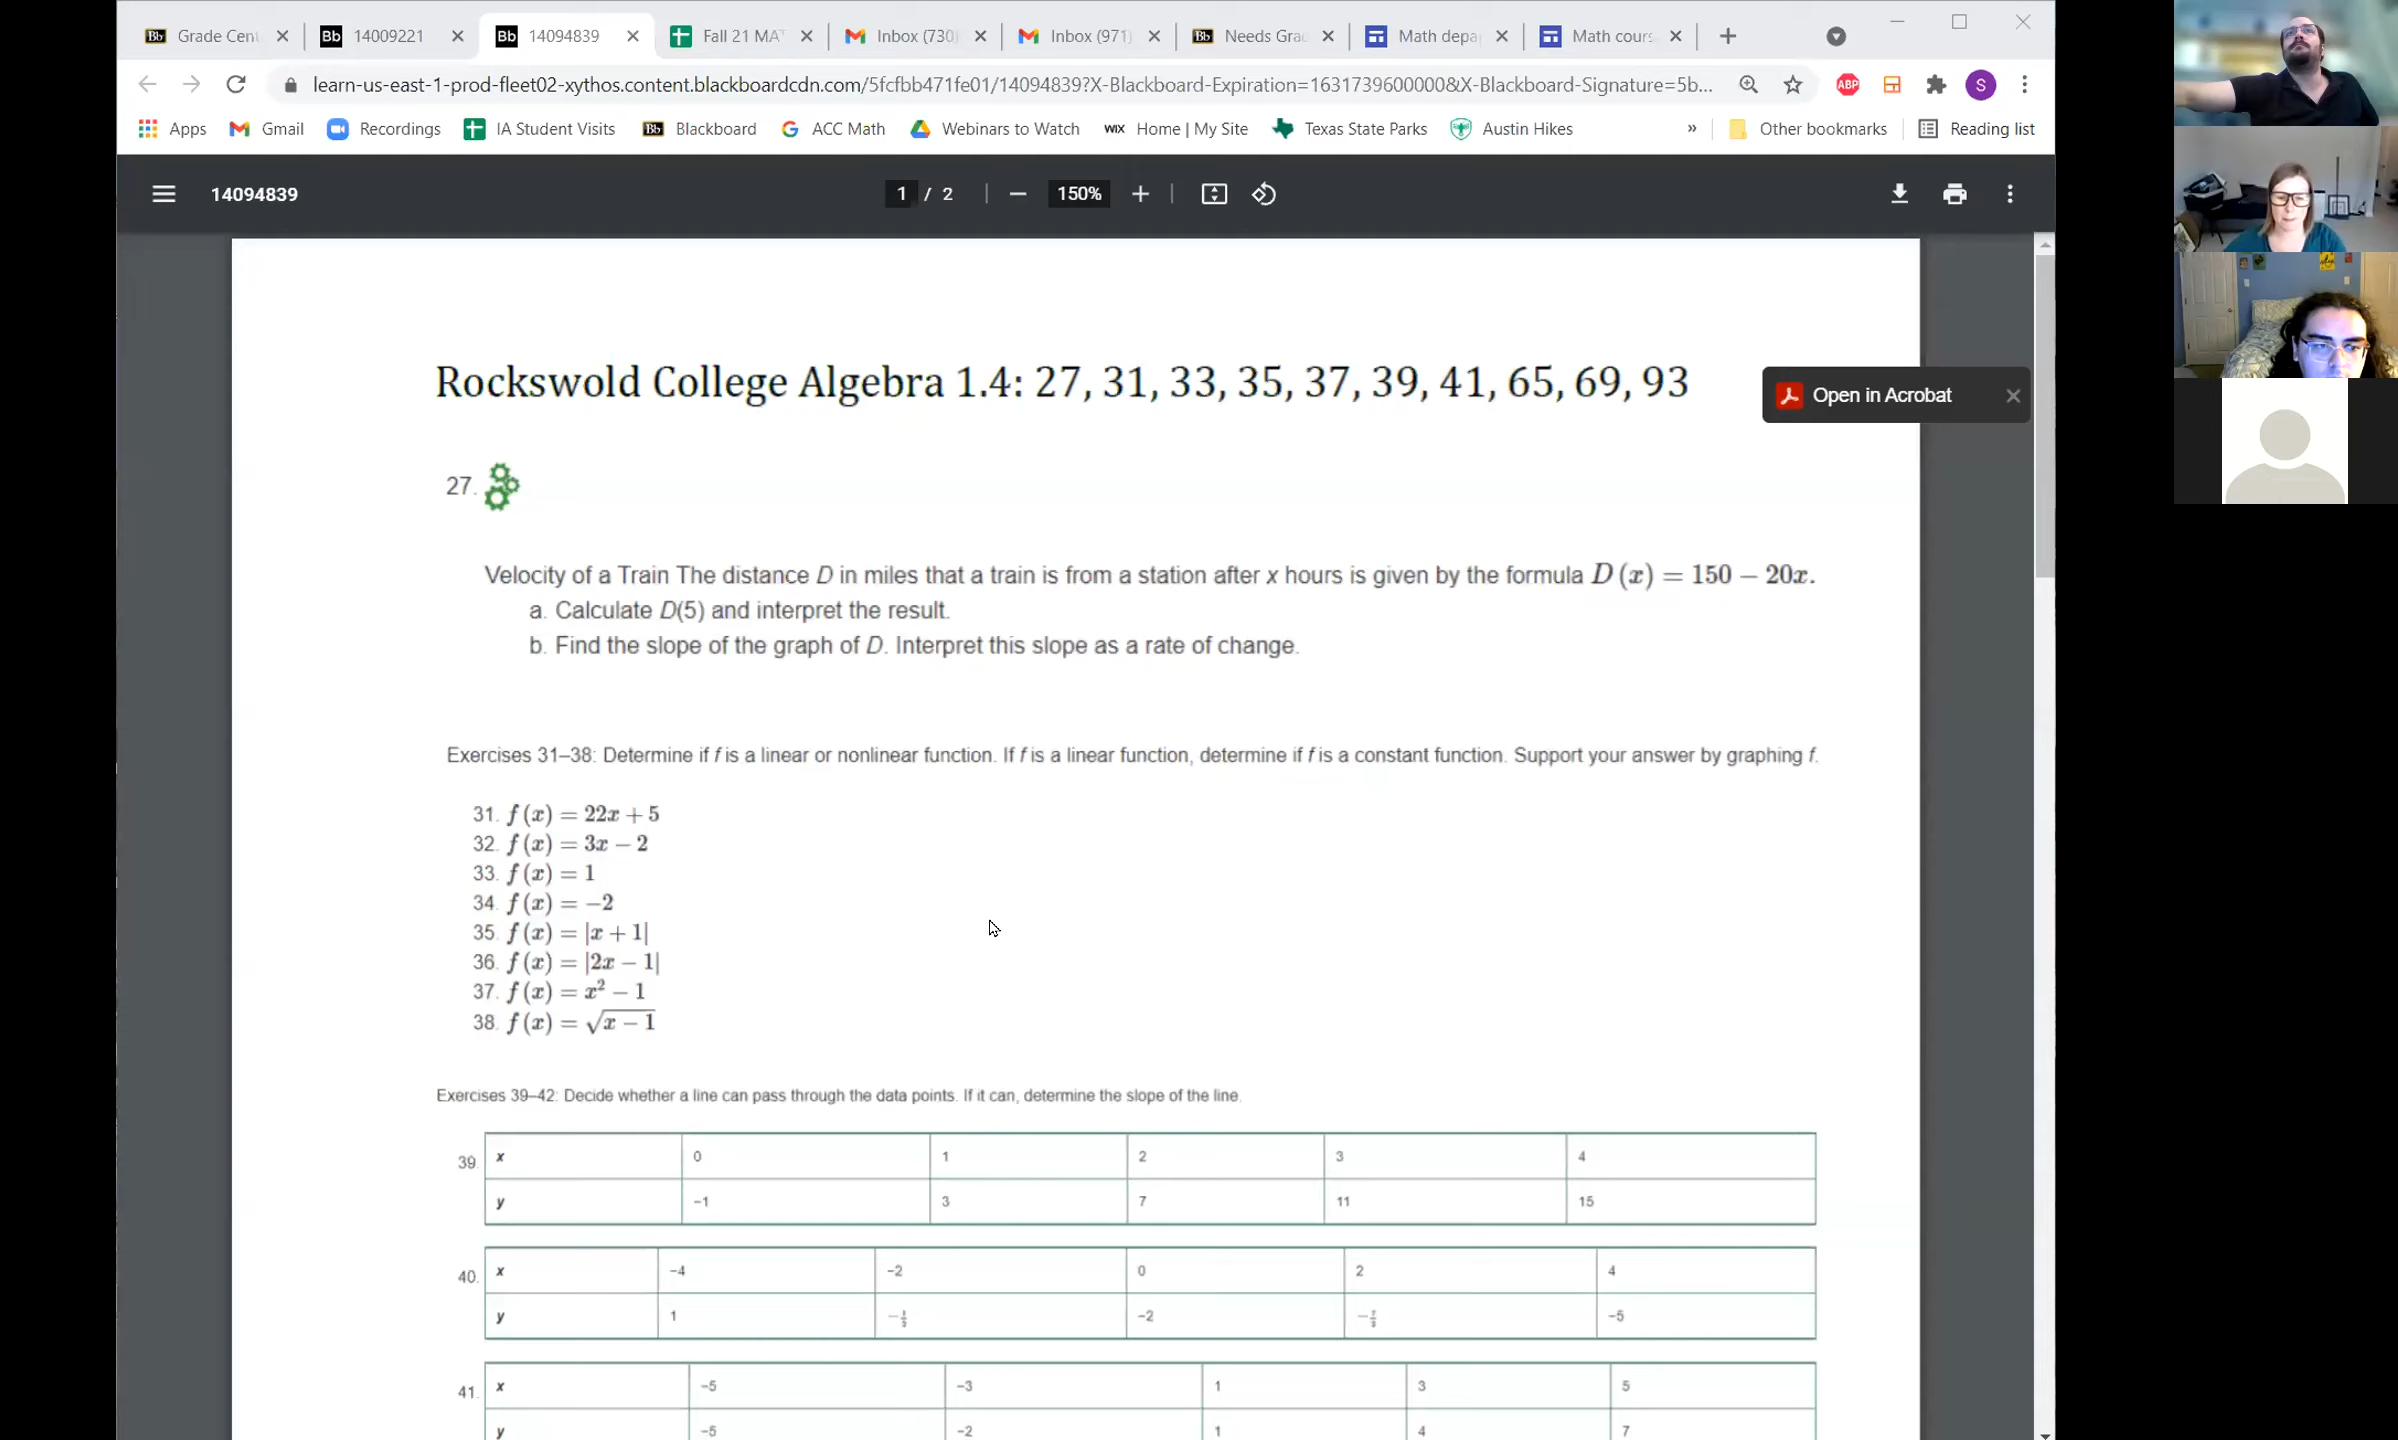 Grade Cen 14009221 14094839 Fall 21 MAT Inbox (730) Inbox (971) Needs Gra Math depa Math cours
learn-us-east-1-prod-fleet02-xythos.content.blackboardcdn.com/5fcfbb471fe01/14094839?X-Blackboard-Expiration=1631739600000&X-Blackboard-Signature=5b... ABP S
Apps Gmail Recordings IA Student Visits Blackboard ACC Math Webinars to Watch WIX Home | My Site Texas State Parks Austin Hikes » Other bookmarks Reading list
14094839 1 / 2 150%
Rockswold College Algebra 1.4: 27, 31, 33, 35, 37, 39, 41, 65, 69, 93
Open in Acrobat
27.
Velocity of a Train The distance D in miles that a train is from a station after x hours is given by the formula D (x) = 150 − 20x.
a. Calculate D(5) and interpret the result.
b. Find the slope of the graph of D. Interpret this slope as a rate of change.
Exercises 31–38: Determine if f is a linear or nonlinear function. If f is a linear function, determine if f is a constant function. Support your answer by graphing f.
31. f (x) = 22x + 5
32. f (x) = 3x − 2
33. f (x) = 1
34. f (x) = −2
35. f (x) = |x + 1|
36. f (x) = |2x − 1|
37. f (x) = x² − 1
38. f (x) = √x − 1
Exercises 39–42: Decide whether a line can pass through the data points. If it can, determine the slope of the line.
39. x 0 1 2 3 4
y −1 3 7 11 15
40. x −4 −2 0 2 4
y 1 −2 −5
41. x −5 −3 1 3 5
y −5 −2 1 4 7